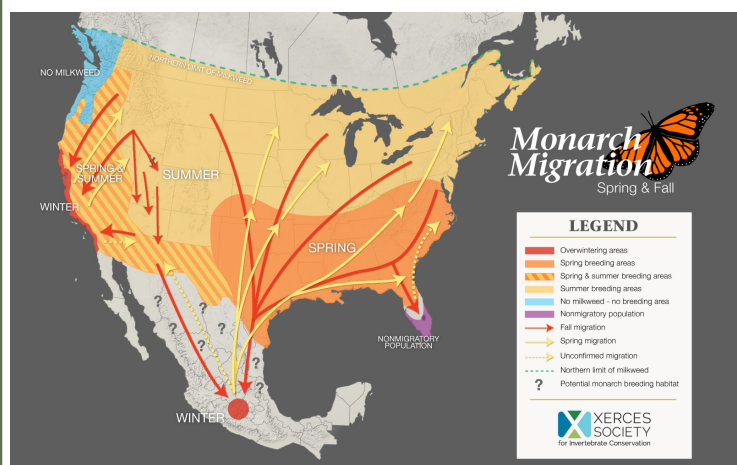 NO MILKWEED
NORTHERN LIMIT OF MILKWEED
SPRING &
SUMMER
SUMMER
WINTER
SPRING
NONMIGRATORY
POPULATION
WINTER
?
?
?
?
?
?
?
?
?
Monarch
Migration
Spring & Fall
LEGEND
Overwintering areas
Spring breeding areas
Spring & summer breeding areas
Summer breeding areas
No milkweed - no breeding area
Nonmigratory population
Fall migration
Spring migration
Unconfirmed migration
Northern limit of milkweed
? Potential monarch breeding habitat
XERCES
SOCIETY
for Invertebrate Conservation